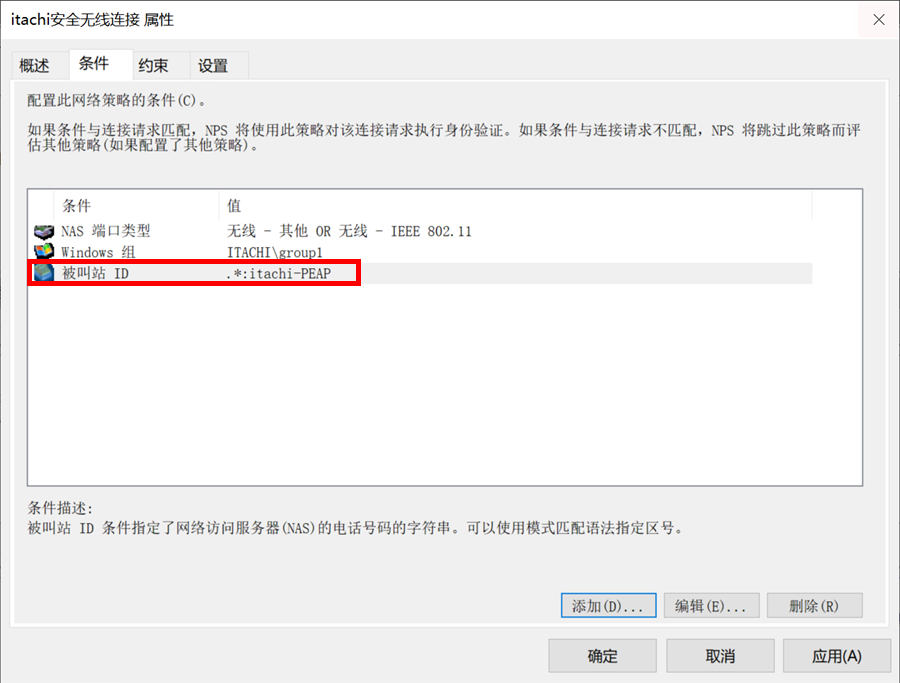 itachi安全无线连接 属性
概述 条件 约束 设置
配置此网络策略的条件(C)。
如果条件与连接请求匹配，NPS 将使用此策略对该连接请求执行身份验证。如果条件与连接请求不匹配，NPS 将跳过此策略而评
估其他策略(如果配置了其他策略)。
条件 值
NAS 端口类型 无线 - 其他 OR 无线 - IEEE 802.11
Windows 组 ITACHI\group1
被叫站 ID .*:itachi-PEAP
条件描述:
被叫站 ID 条件指定了网络访问服务器(NAS)的电话号码的字符串。可以使用模式匹配语法指定区号。
添加(D)... 编辑(E)... 删除(R)
确定 取消 应用(A)